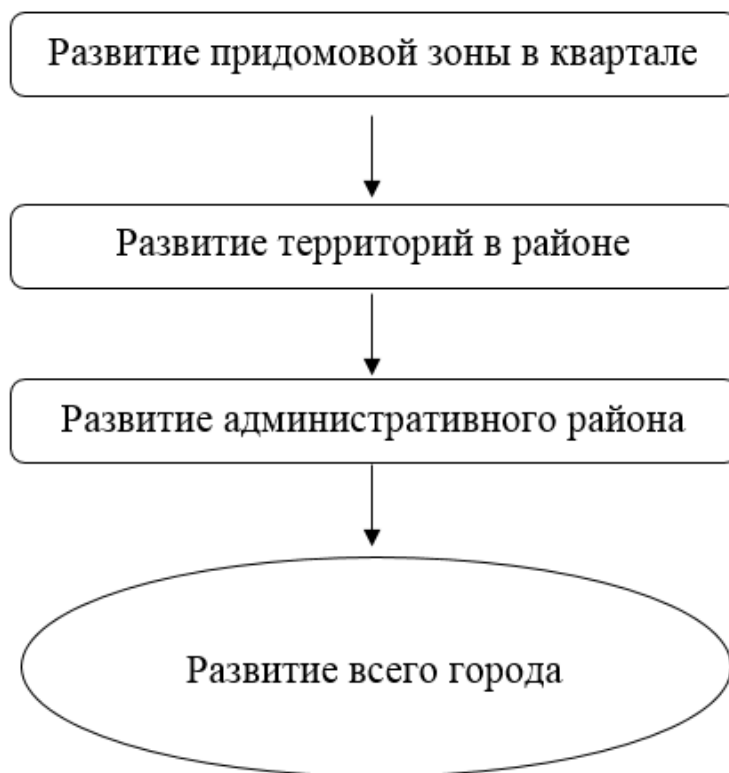 Развитие придомовой зоны в квартале
Развитие территорий в районе
Развитие административного района
Развитие всего города